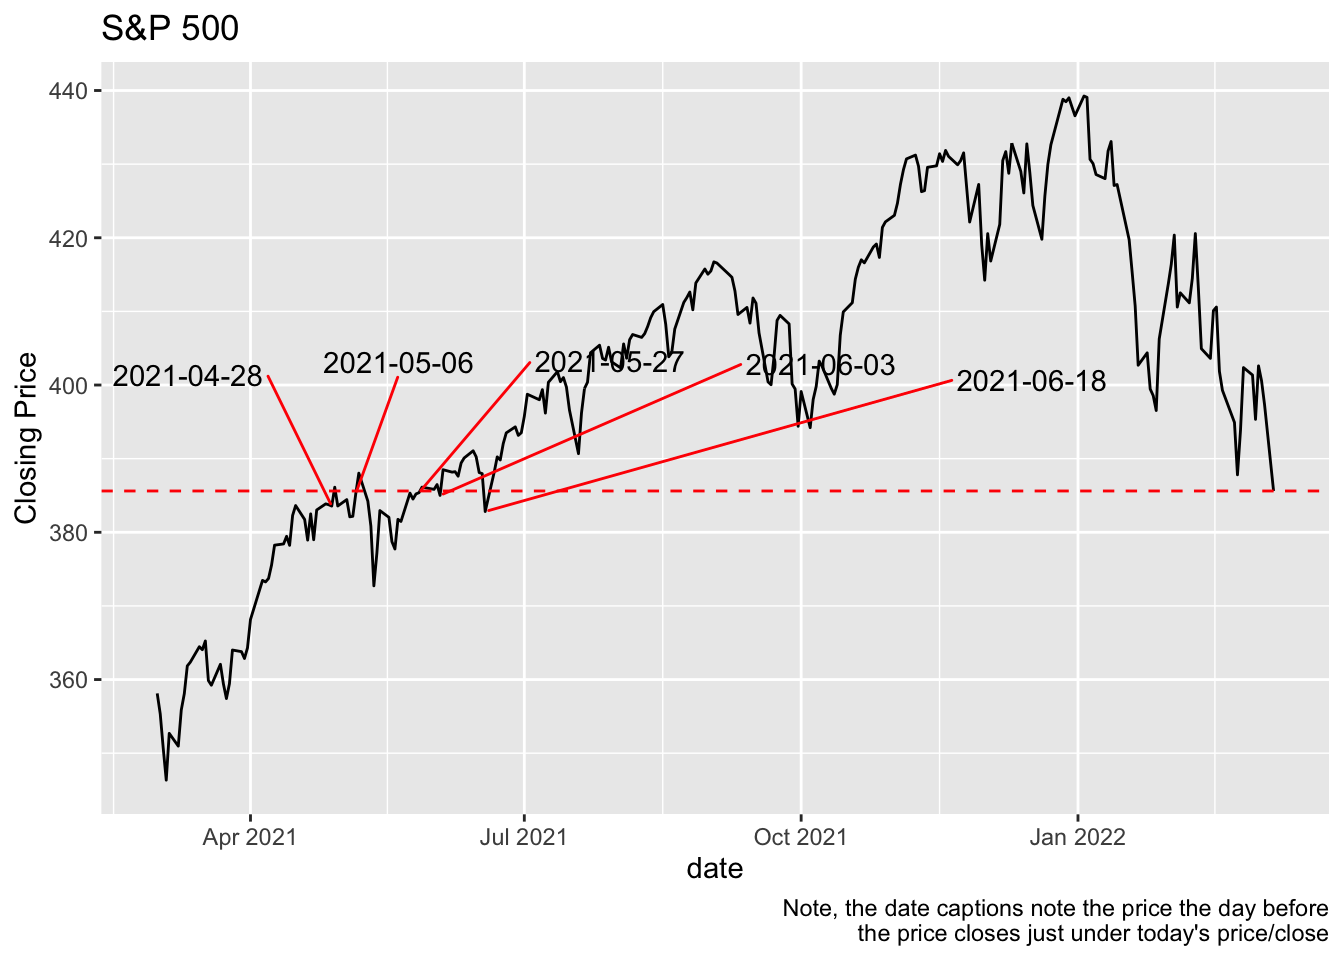 S&P 500
Closing Price
440
420
400
380
360
2021-04-28
2021-05-06
2021-05-27
2021-06-03
2021-06-18
Apr 2021
Jul 2021
Oct 2021
Jan 2022
date
Note, the date captions note the price the day before
the price closes just under today's price/close